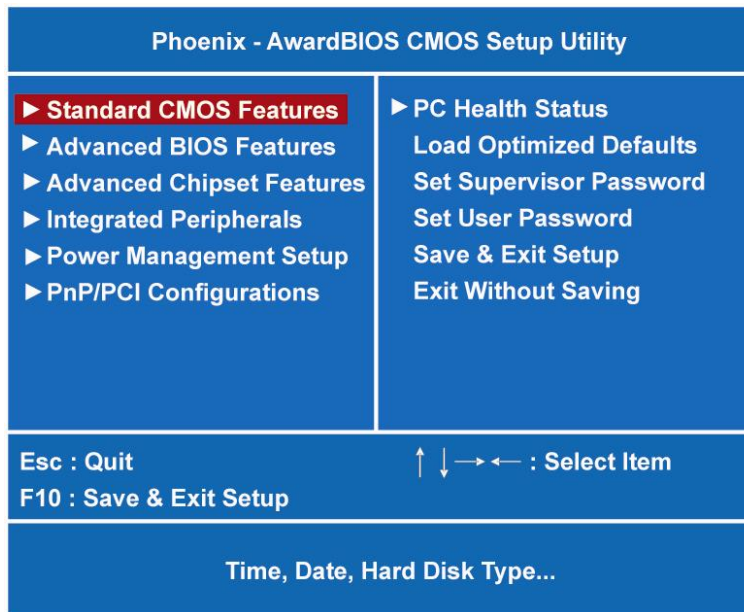 Phoenix - AwardBIOS CMOS Setup Utility
► Standard CMOS Features
► Advanced BIOS Features
► Advanced Chipset Features
► Integrated Peripherals
► Power Management Setup
► PnP/PCI Configurations
► PC Health Status
Load Optimized Defaults
Set Supervisor Password
Set User Password
Save & Exit Setup
Exit Without Saving
Esc : Quit
↑ ↓ → ← : Select Item
F10 : Save & Exit Setup
Time, Date, Hard Disk Type...